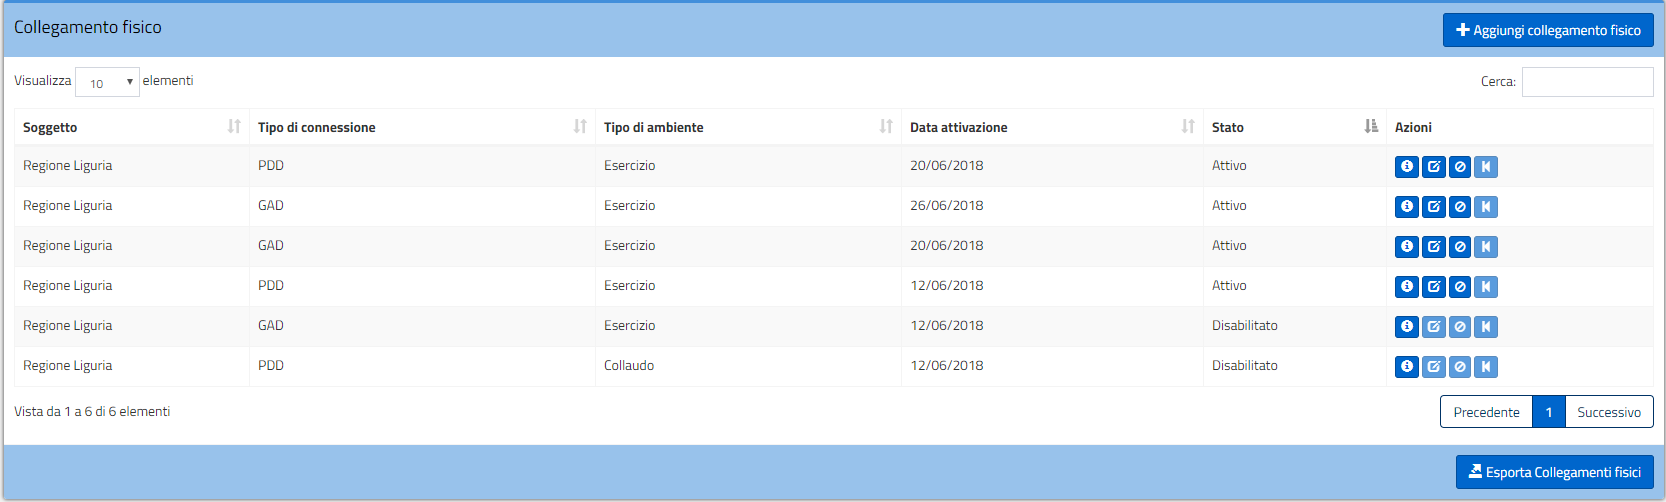 Collegamento fisico
Aggiungi collegamento fisico
Visualizza 10 elementi
Cerca:
Soggetto Tipo di connessione Tipo di ambiente Data attivazione Stato Azioni
Regione Liguria PDD Esercizio 20/06/2018 Attivo
Regione Liguria GAD Esercizio 26/06/2018 Attivo
Regione Liguria GAD Esercizio 20/06/2018 Attivo
Regione Liguria PDD Esercizio 12/06/2018 Attivo
Regione Liguria GAD Esercizio 12/06/2018 Disabilitato
Regione Liguria PDD Collaudo 12/06/2018 Disabilitato
Vista da 1 a 6 di 6 elementi
Precedente 1 Successivo
Esporta Collegamenti fisici